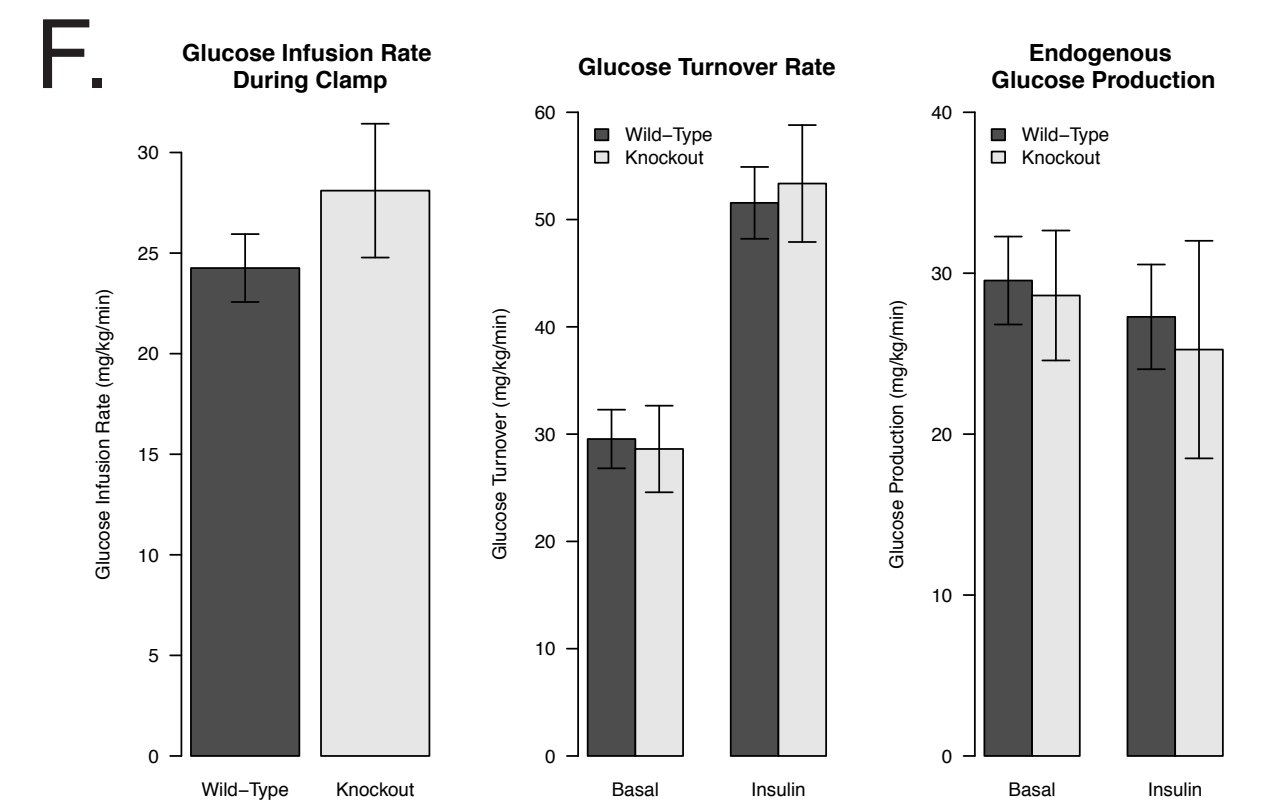 F.
Glucose Infusion Rate
During Clamp
Glucose Infusion Rate (mg/kg/min)
30
25
20
15
10
5
0
Wild−Type
Knockout
Glucose Turnover Rate
Glucose Turnover (mg/kg/min)
60
50
40
30
20
10
0
Wild−Type
Knockout
Basal
Insulin
Endogenous
Glucose Production
Glucose Production (mg/kg/min)
40
30
20
10
0
Wild−Type
Knockout
Basal
Insulin